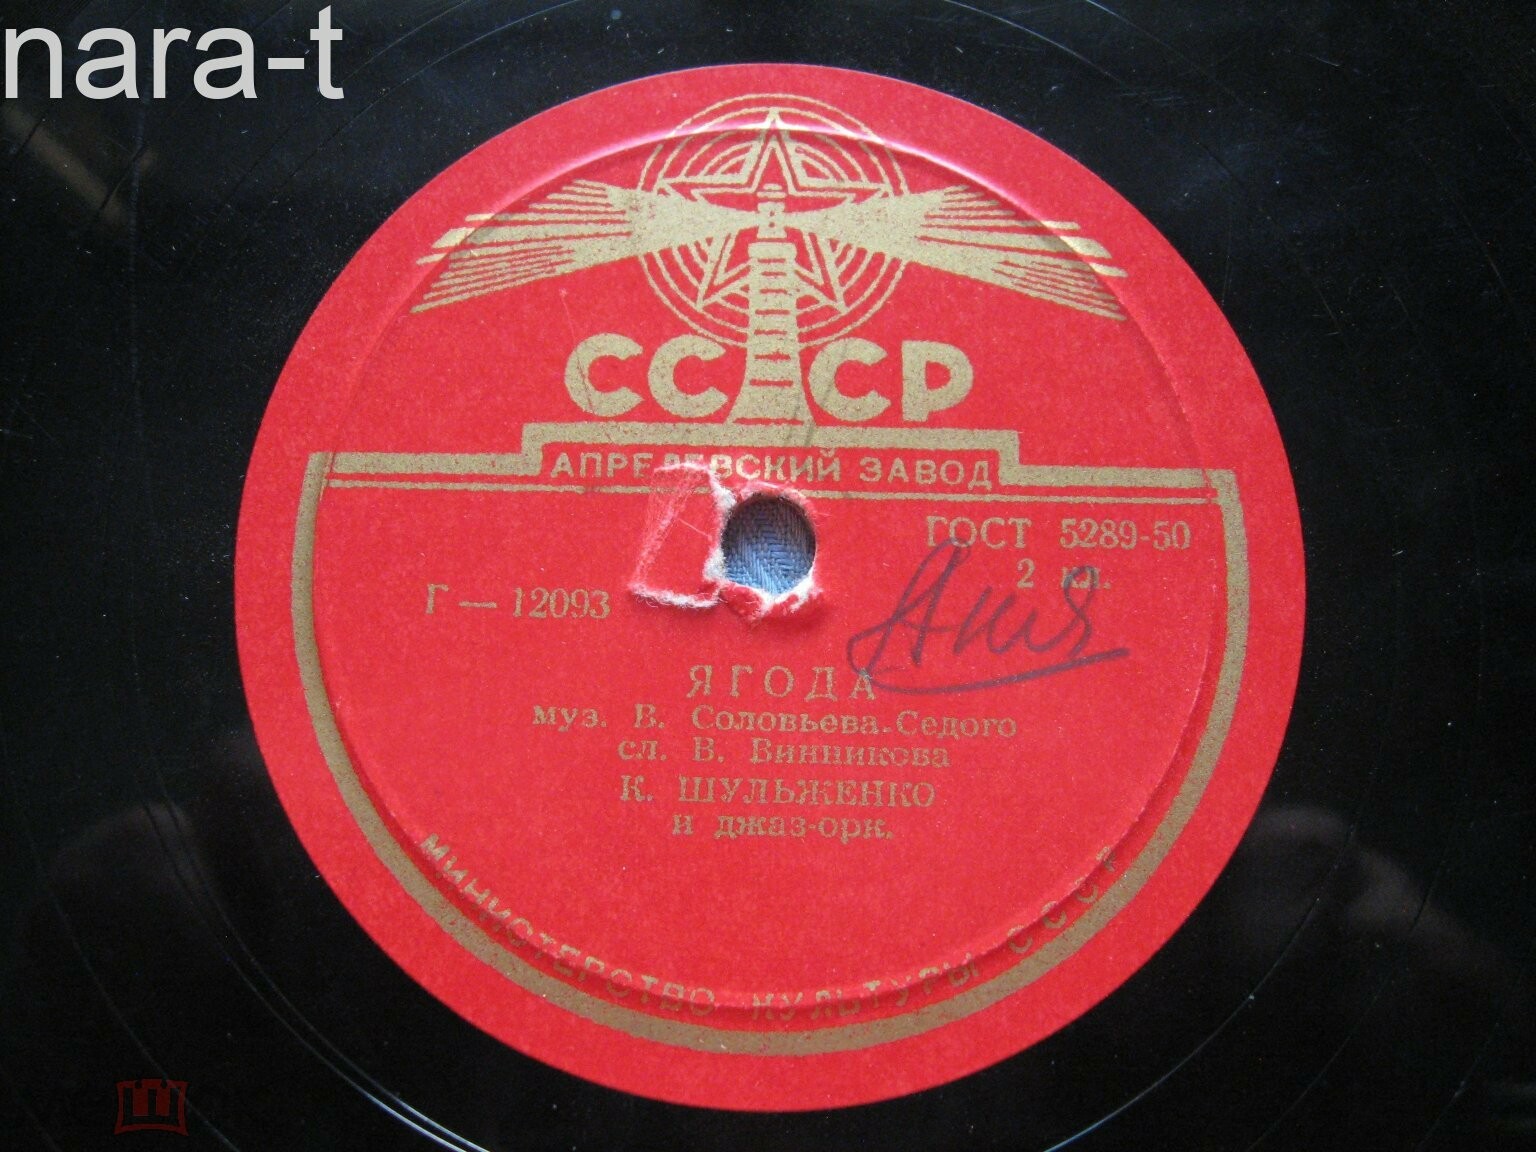 nara-t
СССР
АПРЕЛЕВСКИЙ ЗАВОД
ГОСТ 5289-50
2 кл.
Г — 12093
ЯГОДА
муз. В. Соловьева-Седого
сл. В. Винникова
К. ШУЛЬЖЕНКО
и джаз-орк.
МИНИСТЕРСТВО КУЛЬТУРЫ СССР